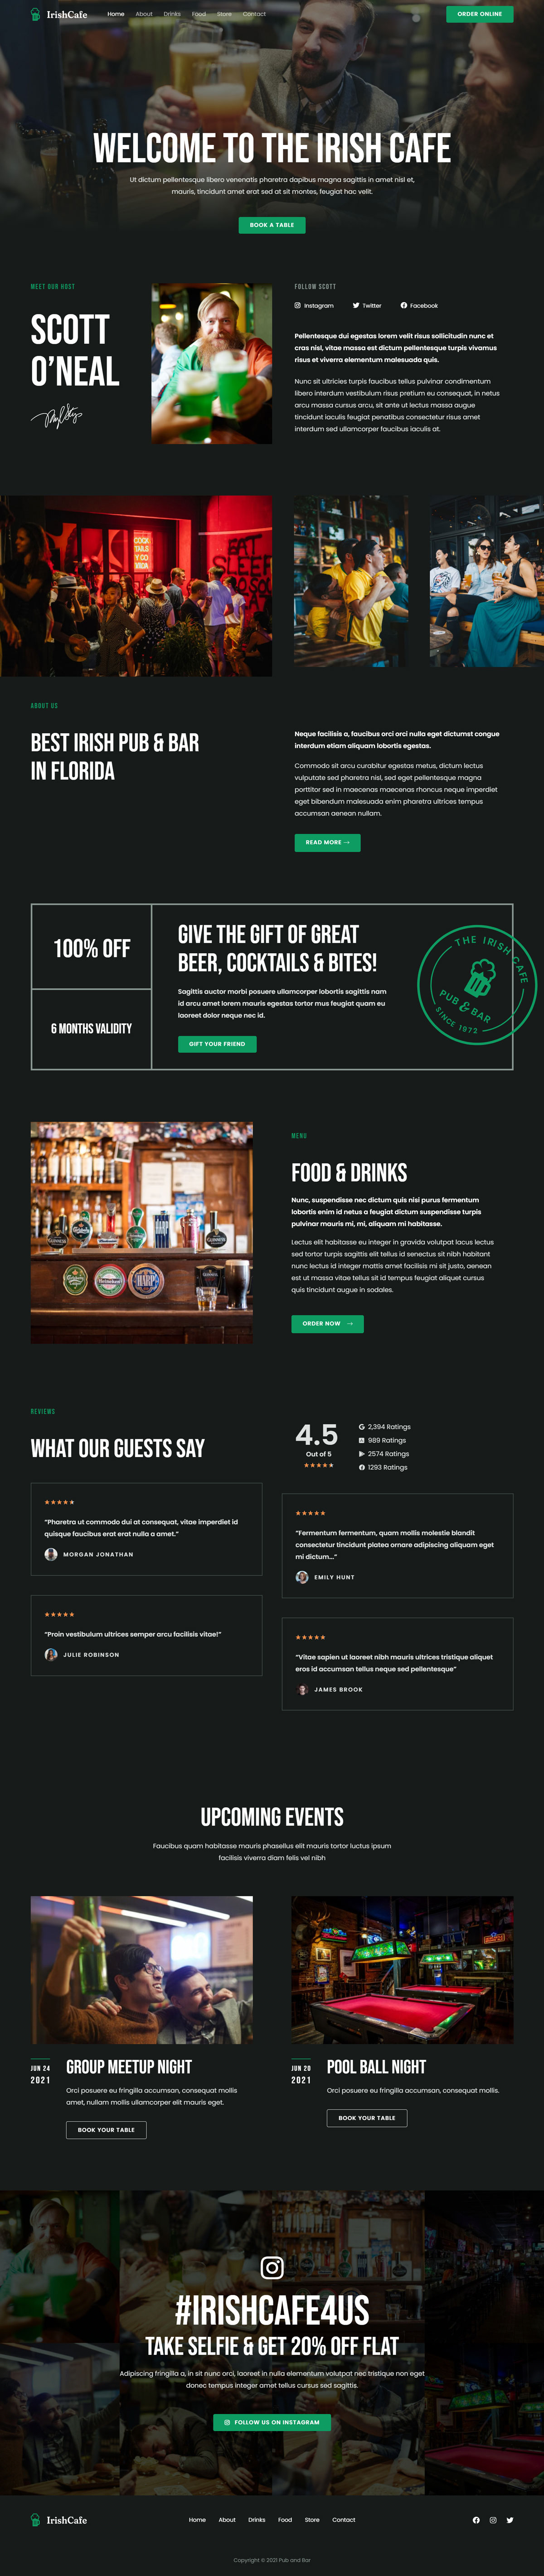 IrishCafe
Home About Drinks Food Store Contact
ORDER ONLINE
WELCOME TO THE IRISH CAFE
Ut dictum pellentesque libero venenatis pharetra dapibus magna sagittis in amet nisl et,
mauris, tincidunt amet erat sed at sit montes, feugiat hac velit.
BOOK A TABLE
MEET OUR HOST
SCOTT
O'NEAL
FOLLOW SCOTT
Instagram Twitter Facebook
Pellentesque dui egestas lorem velit risus sollicitudin nunc et
cras nisl, vitae massa est dictum pellentesque turpis vivamus
risus et viverra elementum malesuada quis.
Nunc sit ultricies turpis faucibus tellus pulvinar condimentum
libero interdum vestibulum risus pretium eu consequat, in netus
arcu massa cursus arcu, sit ante ut lectus massa augue
tincidunt iaculis feugiat penatibus consectetur risus amet
interdum sed ullamcorper faucibus iaculis at.
ABOUT US
BEST IRISH PUB & BAR
IN FLORIDA
Neque facilisis a, faucibus orci orci nulla eget dictumst congue
interdum etiam aliquam lobortis egestas.
Commodo sit arcu curabitur egestas metus, dictum lectus
vulputate sed pharetra nisl, sed eget pellentesque magna
porttitor sed in maecenas maecenas rhoncus neque imperdiet
eget bibendum malesuada enim pharetra ultrices tempus
accumsan aenean nullam.
READ MORE →
100% OFF
6 MONTHS VALIDITY
GIVE THE GIFT OF GREAT
BEER, COCKTAILS & BITES!
Sagittis auctor morbi posuere ullamcorper lobortis sagittis nam
id arcu amet lorem mauris egestas tortor mus feugiat quam eu
laoreet dolor neque nec id.
GIFT YOUR FRIEND
THE IRISH CAFE
PUB & BAR
SINCE 1972
MENU
FOOD & DRINKS
Nunc, suspendisse nec dictum quis nisi purus fermentum
lobortis enim id netus a feugiat dictum suspendisse turpis
pulvinar mauris mi, mi, aliquam mi habitasse.
Lectus elit habitasse eu integer in gravida volutpat lacus lectus
sed tortor turpis sagittis elit tellus id senectus sit nibh habitant
nunc lectus id integer mattis amet facilisis mi sit justo, aenean
est ut massa vitae tellus sit id tempus feugiat aliquet cursus
quis tincidunt augue in sodales.
ORDER NOW →
REVIEWS
WHAT OUR GUESTS SAY
4.5
Out of 5
2,394 Ratings
989 Ratings
2574 Ratings
1293 Ratings
"Pharetra ut commodo dui at consequat, vitae imperdiet id
quisque faucibus erat erat nulla a amet."
MORGAN JONATHAN
"Proin vestibulum ultrices semper arcu facilisis vitae!"
JULIE ROBINSON
"Fermentum fermentum, quam mollis molestie blandit
consectetur tincidunt platea ornare adipiscing aliquam eget
mi dictum..."
EMILY HUNT
"Vitae sapien ut laoreet nibh mauris ultrices tristique aliquet
eros id accumsan tellus neque sed pellentesque"
JAMES BROOK
UPCOMING EVENTS
Faucibus quam habitasse mauris phasellus elit mauris tortor luctus ipsum
facilisis viverra diam felis vel nibh
JUN 24
2021
GROUP MEETUP NIGHT
Orci posuere eu fringilla accumsan, consequat mollis
amet, nullam mollis ullamcorper elit mauris eget.
BOOK YOUR TABLE
JUN 20
2021
POOL BALL NIGHT
Orci posuere eu fringilla accumsan, consequat mollis.
BOOK YOUR TABLE
#IRISHCAFE4US
TAKE SELFIE & GET 20% OFF FLAT
Adipiscing fringilla a, in sit nunc orci, laoreet in nulla elementum volutpat nec tristique non eget
donec tempus integer amet tellus cursus sed sagittis.
FOLLOW US ON INSTAGRAM
IrishCafe
Home About Drinks Food Store Contact
Copyright © 2021 Pub and Bar